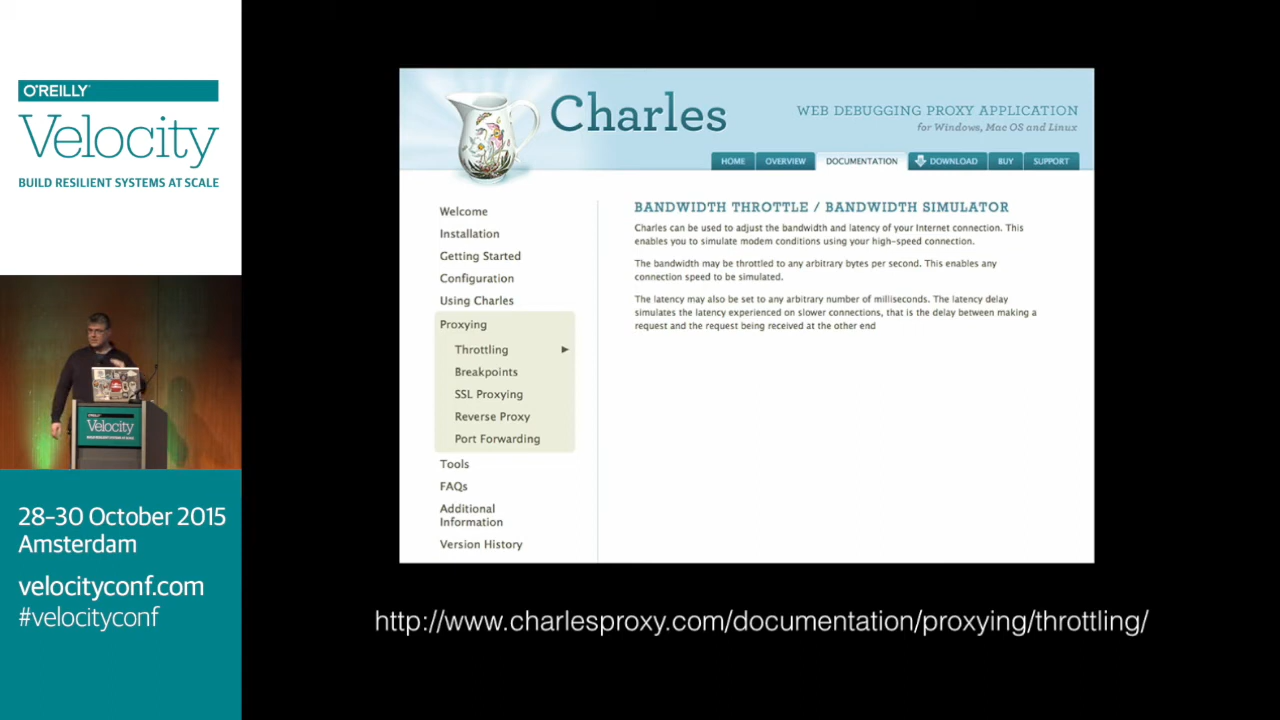 O'REILLY
Velocity
BUILD RESILIENT SYSTEMS AT SCALE
O'REILLY
Velocity
BUILD RESILIENT SYSTEMS AT SCALE
28–30 October 2015
Amsterdam
velocityconf.com
#velocityconf
Charles
WEB DEBUGGING PROXY APPLICATION
for Windows, Mac OS and Linux
HOME OVERVIEW DOCUMENTATION DOWNLOAD BUY SUPPORT
Welcome
Installation
Getting Started
Configuration
Using Charles
Proxying
Throttling
Breakpoints
SSL Proxying
Reverse Proxy
Port Forwarding
Tools
FAQs
Additional
Information
Version History
BANDWIDTH THROTTLE / BANDWIDTH SIMULATOR
Charles can be used to adjust the bandwidth and latency of your Internet connection. This
enables you to simulate modem conditions using your high-speed connection.
The bandwidth may be throttled to any arbitrary bytes per second. This enables any
connection speed to be simulated.
The latency may also be set to any arbitrary number of milliseconds. The latency delay
simulates the latency experienced on slower connections, that is the delay between making a
request and the request being received at the other end
http://www.charlesproxy.com/documentation/proxying/throttling/